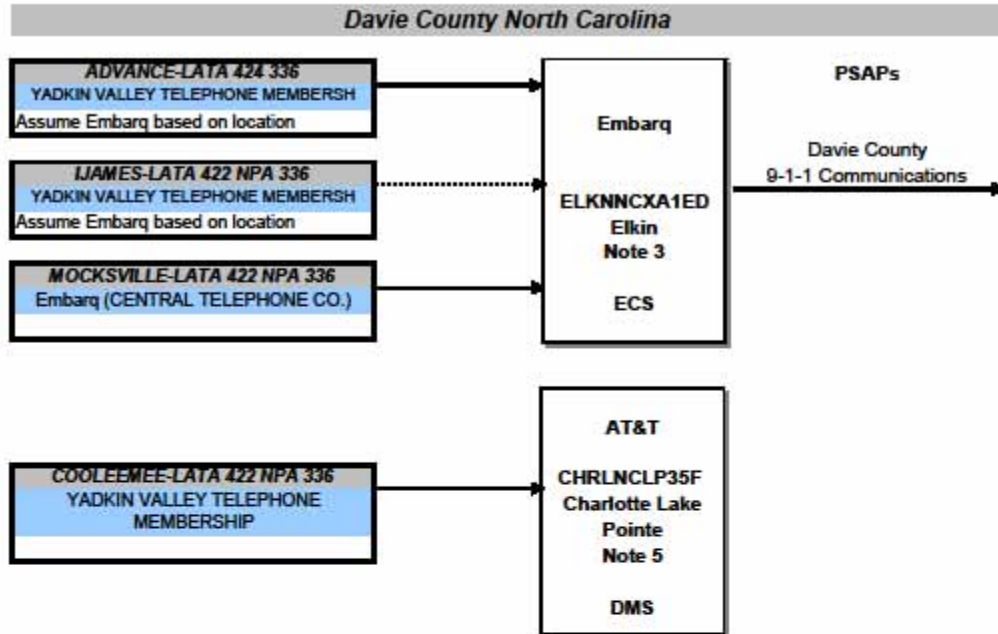 Davie County North Carolina
ADVANCE-LATA 424 336
YADKIN VALLEY TELEPHONE MEMBERSH
Assume Embarq based on location
IJAMES-LATA 422 NPA 336
YADKIN VALLEY TELEPHONE MEMBERSH
Assume Embarq based on location
MOCKSVILLE-LATA 422 NPA 336
Embarq (CENTRAL TELEPHONE CO.)
COOLEEMEE-LATA 422 NPA 336
YADKIN VALLEY TELEPHONE
MEMBERSHIP
Embarq
ELKNNCXA1ED
Elkin
Note 3
ECS
AT&T
CHRLNCLP35F
Charlotte Lake
Pointe
Note 5
DMS
PSAPs
Davie County
9-1-1 Communications